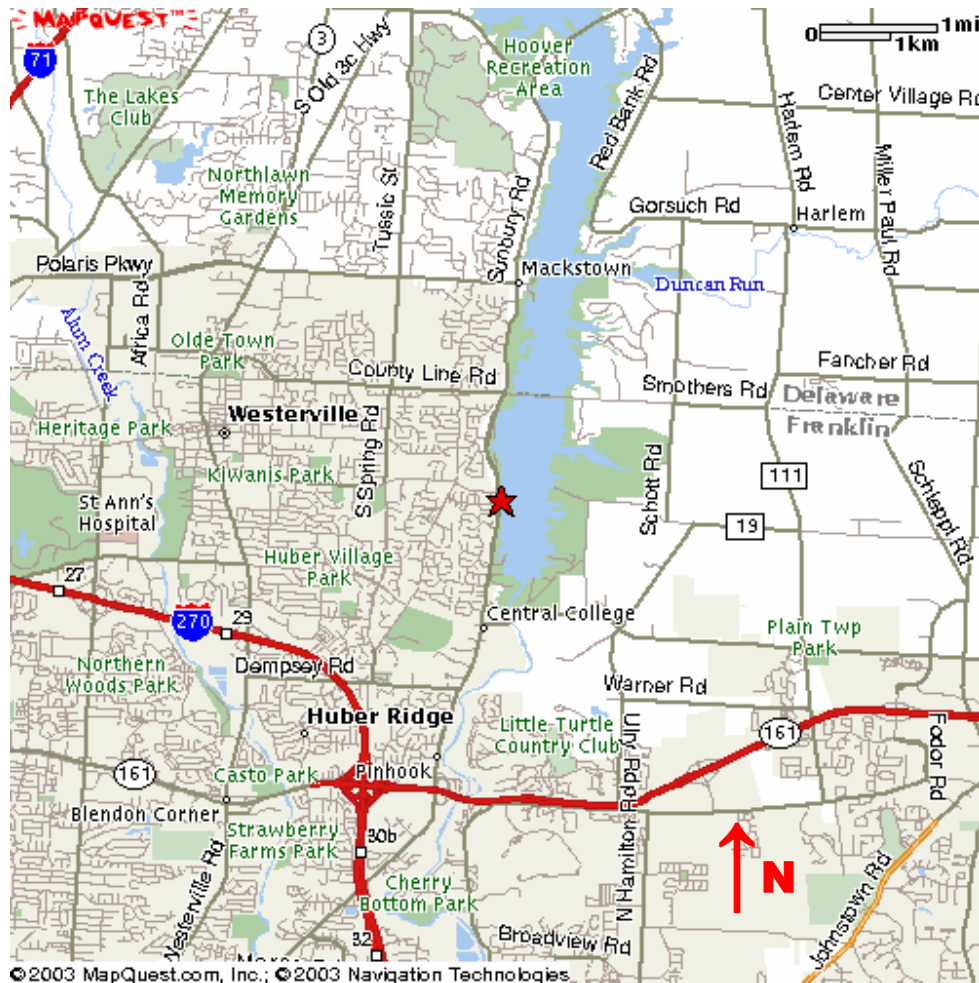 MAPQUEST
TM
0
1mi
1km
71
3
S Old 3c Hwy
Hoover
Recreation
Area
Red Bank Rd
The Lakes
Club
Center Village Rd
Harlem Rd
Miller Paul Rd
Northlawn
Memory
Gardens
Tussic St
Sunbury Rd
Gorsuch Rd
Harlem
Polaris Pkwy
Mackstown
Duncan Run
Africa Rd
Alum Creek
Olde Town
Park
County Line Rd
Fancher Rd
Smothers Rd
Delaware
Franklin
Westerville
Heritage Park
S Spring Rd
Kiwanis Park
Schott Rd
111
Schleppi Rd
St Ann's
Hospital
19
Huber Village
Park
27
270
29
Central College
Plain Twp
Park
Dempsey Rd
Northern
Woods Park
Warner Rd
Huber Ridge
Little Turtle
Country Club
Uly Rd
161
Fodor Rd
161
Casto Park
Pinhook
Blendon Corner
N Hamilton Rd
Strawberry
Farms Park
30b
N
Cherry
Bottom Park
Westerville Rd
Johnstown Rd
32
Broadview Rd
©2003 MapQuest.com, Inc.; ©2003 Navigation Technologies